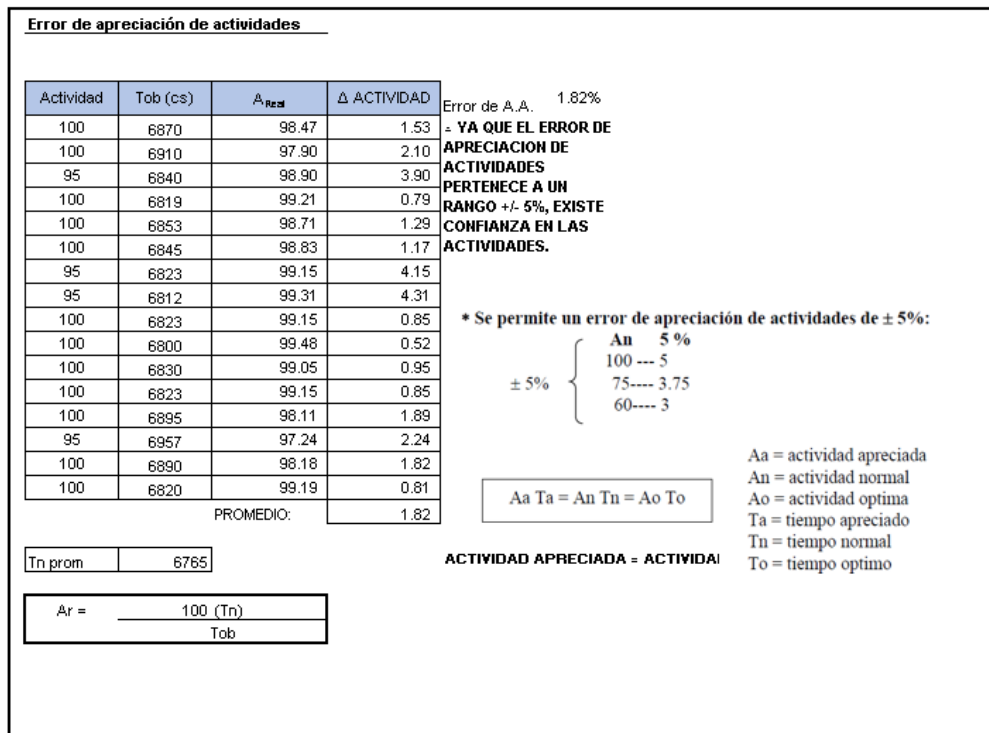 Error de apreciación de actividades
Actividad Tob (cs) A Real Δ ACTIVIDAD
100 6870 98.47 1.53
100 6910 97.90 2.10
95 6840 98.90 3.90
100 6819 99.21 0.79
100 6853 98.71 1.29
100 6845 98.83 1.17
95 6823 99.15 4.15
95 6812 99.31 4.31
100 6823 99.15 0.85
100 6800 99.48 0.52
100 6830 99.05 0.95
100 6823 99.15 0.85
100 6895 98.11 1.89
95 6957 97.24 2.24
100 6890 98.18 1.82
100 6820 99.19 0.81
PROMEDIO: 1.82
Tn prom 6765
Ar = 100 (Tn)
Tob
Error de A.A. 1.82%
∴ YA QUE EL ERROR DE
APRECIACION DE
ACTIVIDADES
PERTENECE A UN
RANGO +/- 5%, EXISTE
CONFIANZA EN LAS
ACTIVIDADES.
* Se permite un error de apreciación de actividades de ± 5%:
An 5 %
100 --- 5
± 5% 75---- 3.75
60---- 3
Aa Ta = An Tn = Ao To
Aa = actividad apreciada
An = actividad normal
Ao = actividad optima
Ta = tiempo apreciado
Tn = tiempo normal
To = tiempo optimo
ACTIVIDAD APRECIADA = ACTIVIDAI